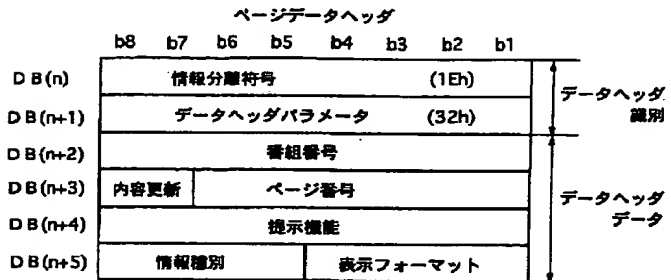 ページデータヘッダ
b8 b7 b6 b5 b4 b3 b2 b1
DB(n) 情報分離符号 (1Eh)
DB(n+1) データヘッダパラメータ (32h)
データヘッダ識別
DB(n+2) 番組番号
DB(n+3) 内容更新 ページ番号
DB(n+4) 提示機能
データヘッダ
データ
DB(n+5) 情報種別 表示フォーマット